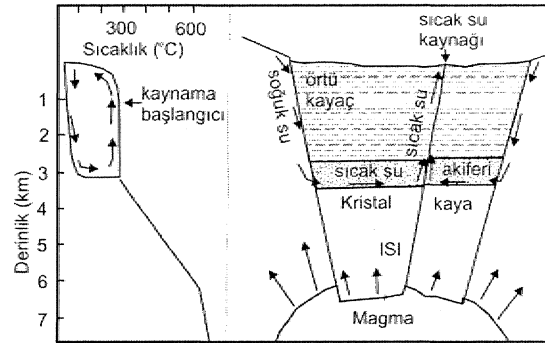 300 600
Sıcaklık (°C)
kaynama
başlangıcı
Derinlik (km)
1
2
3
4
5
6
7
sıcak su
kaynağı
örtü
kayaç
soğuk su
sıcak su
sıcak su akiferi
Kristal kaya
ISI
Magma